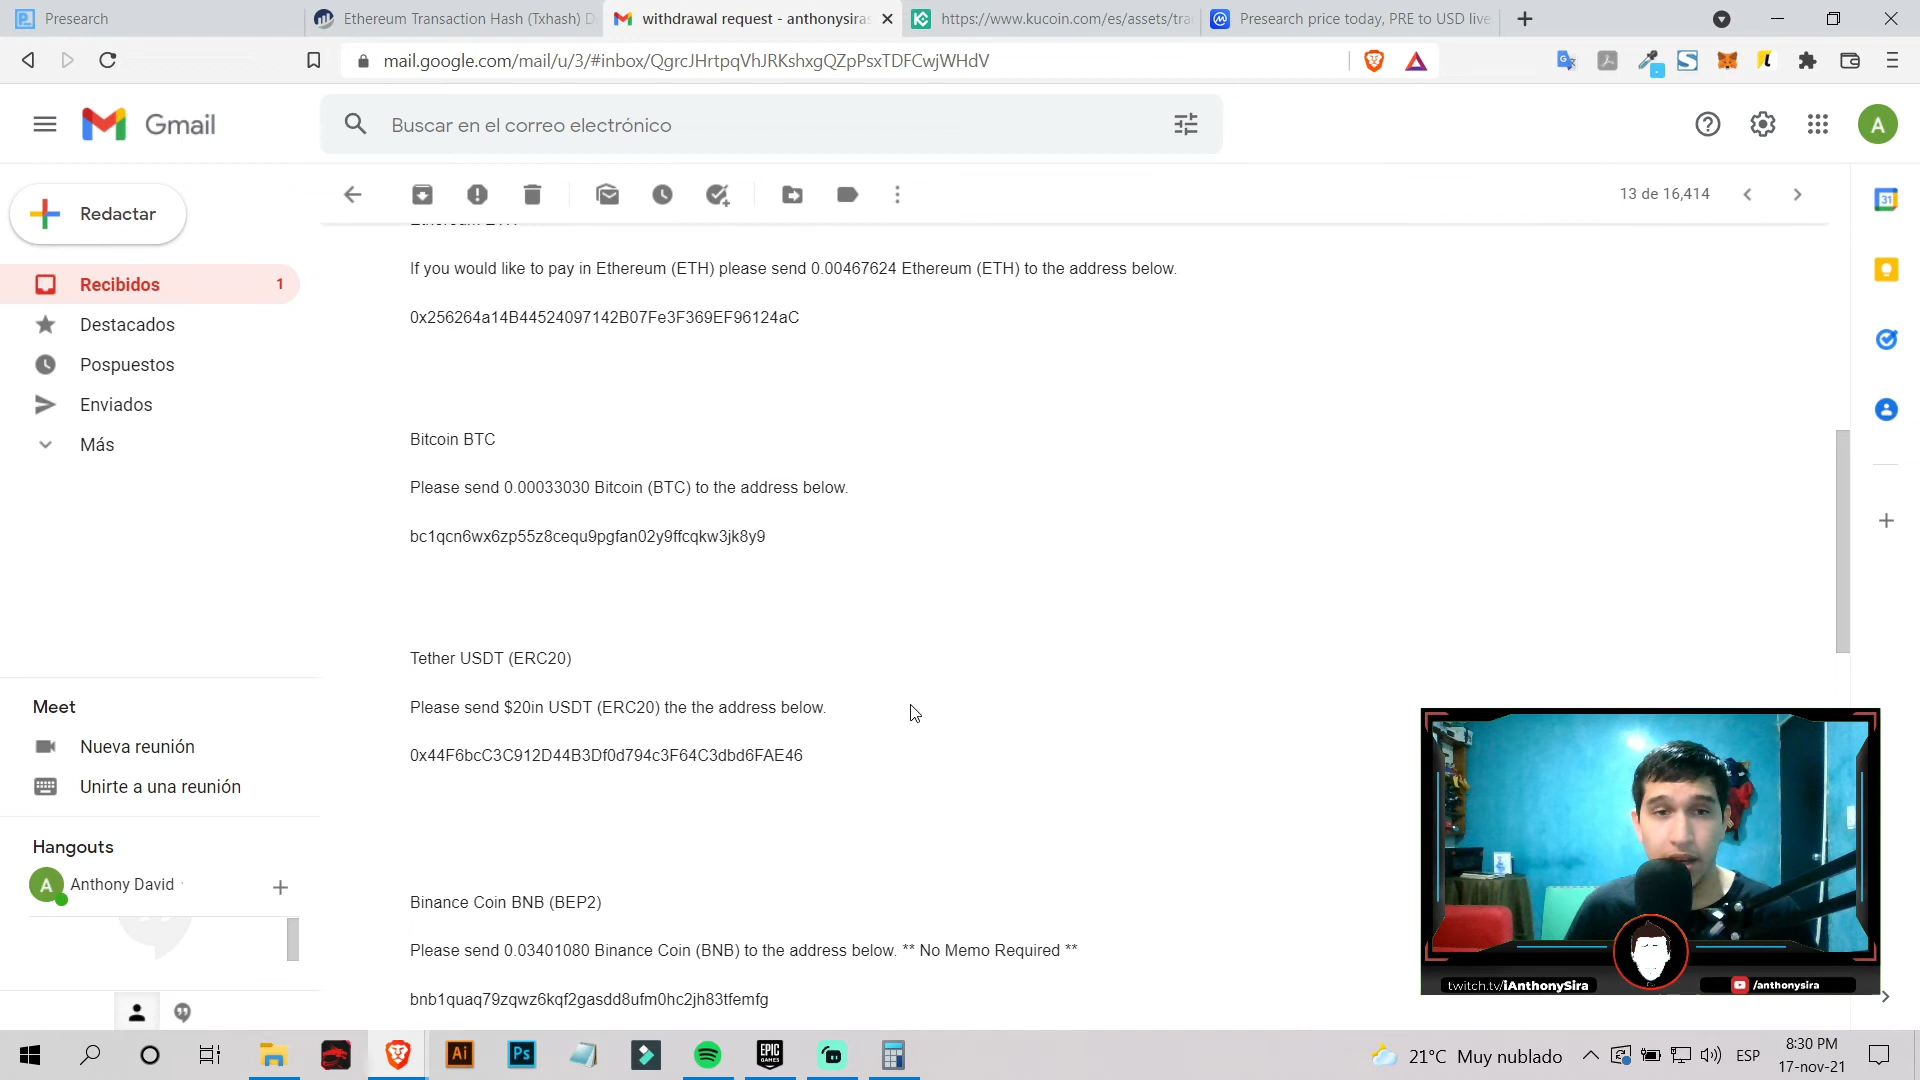 Presearch
Ethereum Transaction Hash (Txhash) D
withdrawal request - anthonysiras
https://www.kucoin.com/es/assets/tra
Presearch price today, PRE to USD live
mail.google.com/mail/u/3/#inbox/QgrcJHrtpqVhJRKshxgQZpPsxTDFCwjWHdV
Gmail
Buscar en el correo electrónico
A
Redactar
13 de 16,414
Recibidos 1
Destacados
Pospuestos
Enviados
Más
If you would like to pay in Ethereum (ETH) please send 0.00467624 Ethereum (ETH) to the address below.
0x256264a14B44524097142B07Fe3F369EF96124aC
Bitcoin BTC
Please send 0.00033030 Bitcoin (BTC) to the address below.
bc1qcn6wx6zp55z8cequ9pgfan02y9ffcqkw3jk8y9
Tether USDT (ERC20)
Please send $20in USDT (ERC20) the the address below.
0x44F6bcC3C912D44B3Df0d794c3F64C3dbd6FAE46
Binance Coin BNB (BEP2)
Please send 0.03401080 Binance Coin (BNB) to the address below. ** No Memo Required **
bnb1quaq79zqwz6kqf2gasdd8ufm0hc2jh83tfemfg
Meet
Nueva reunión
Unirte a una reunión
Hangouts
A
Anthony David
31
twitch.tv/iAnthonySira
/anthonysira
Ai
Ps
EPIC GAMES
21°C Muy nublado
ESP
8:30 PM
17-nov-21